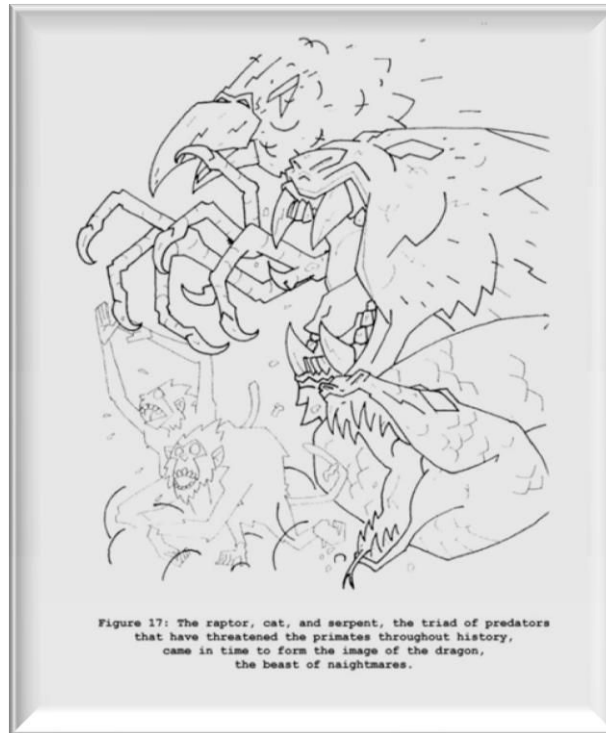 Figure 17: The raptor, cat, and serpent, the triad of predators
that have threatened the primates throughout history,
came in time to form the image of the dragon,
the beast of naightmares.